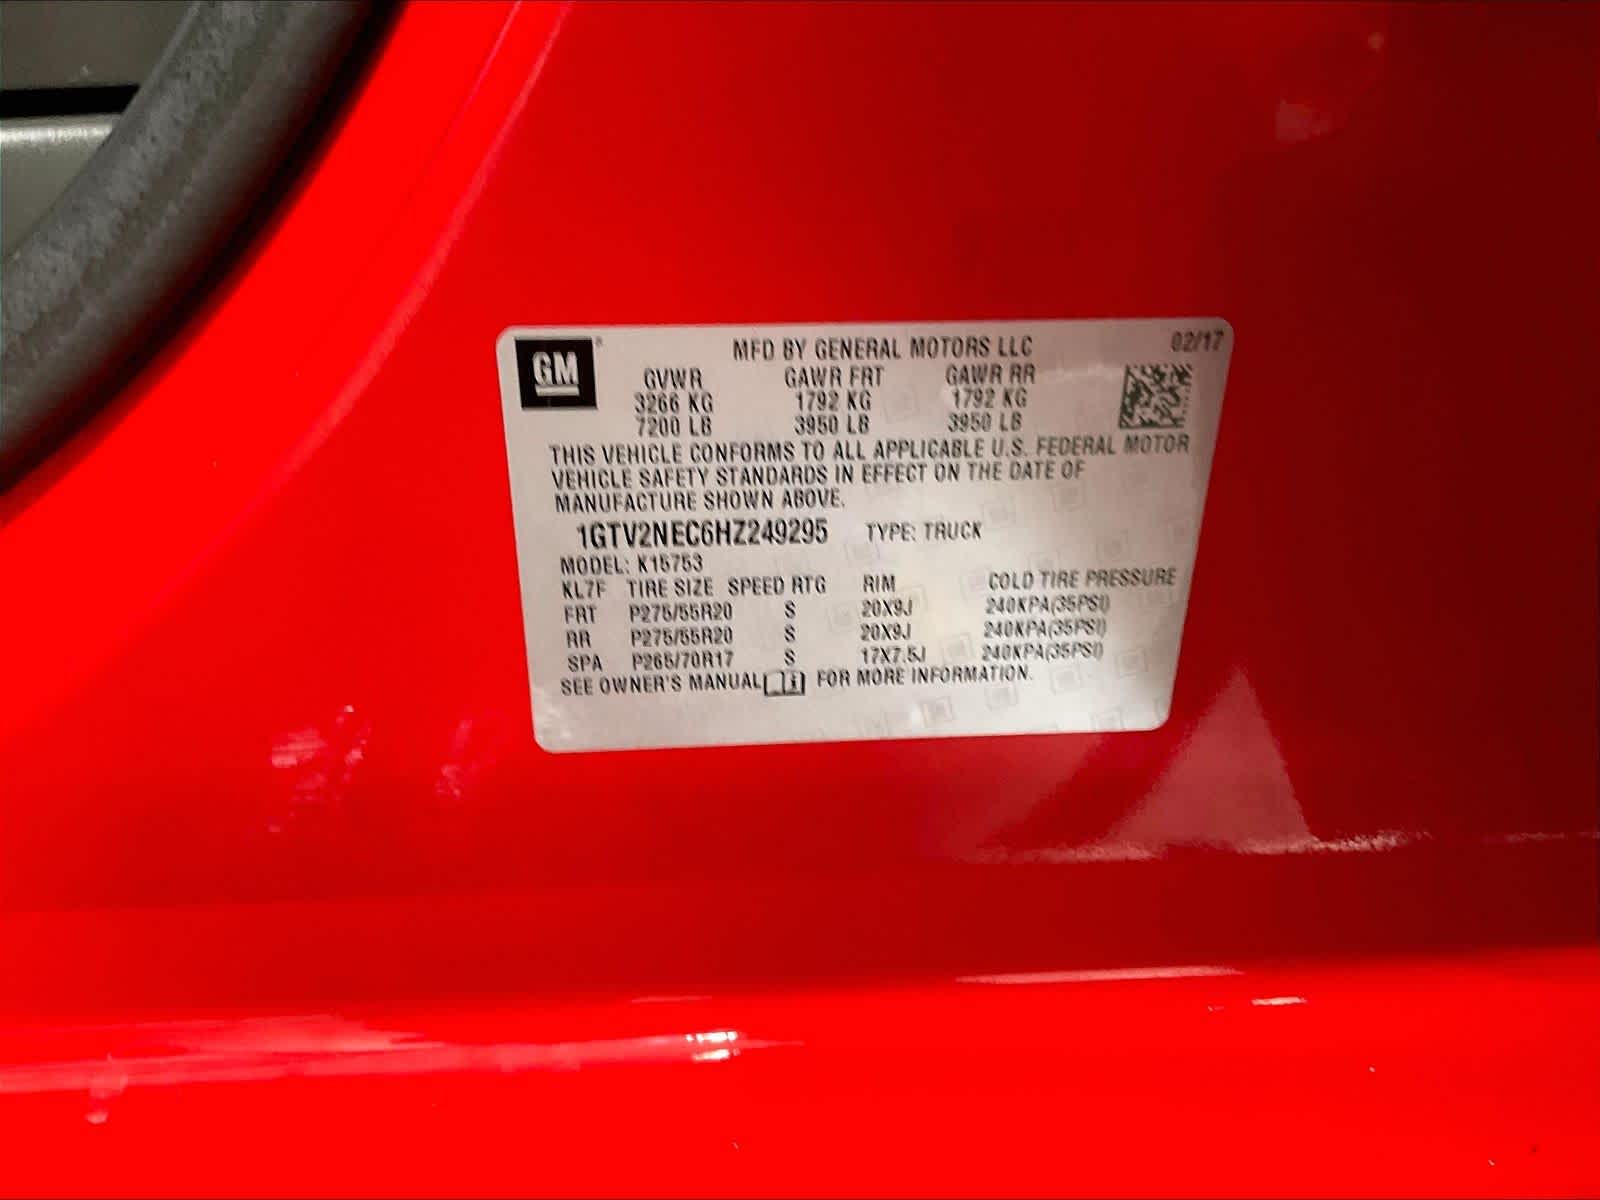 GM
MFD BY GENERAL MOTORS LLC 02/17
GVWR GAWR FRT GAWR RR
3266 KG 1792 KG 1792 KG
7200 LB 3950 LB 3950 LB
THIS VEHICLE CONFORMS TO ALL APPLICABLE U.S. FEDERAL MOTOR
VEHICLE SAFETY STANDARDS IN EFFECT ON THE DATE OF
MANUFACTURE SHOWN ABOVE.
1GTV2NEC6HZ249295 TYPE: TRUCK
MODEL: K15753
KL7F TIRE SIZE SPEED RTG RIM COLD TIRE PRESSURE
FRT P275/55R20 S 20X9J 240KPA(35PSI)
RR P275/55R20 S 20X9J 240KPA(35PSI)
SPA P265/70R17 S 17X7.5J 240KPA(35PSI)
SEE OWNER'S MANUAL FOR MORE INFORMATION.